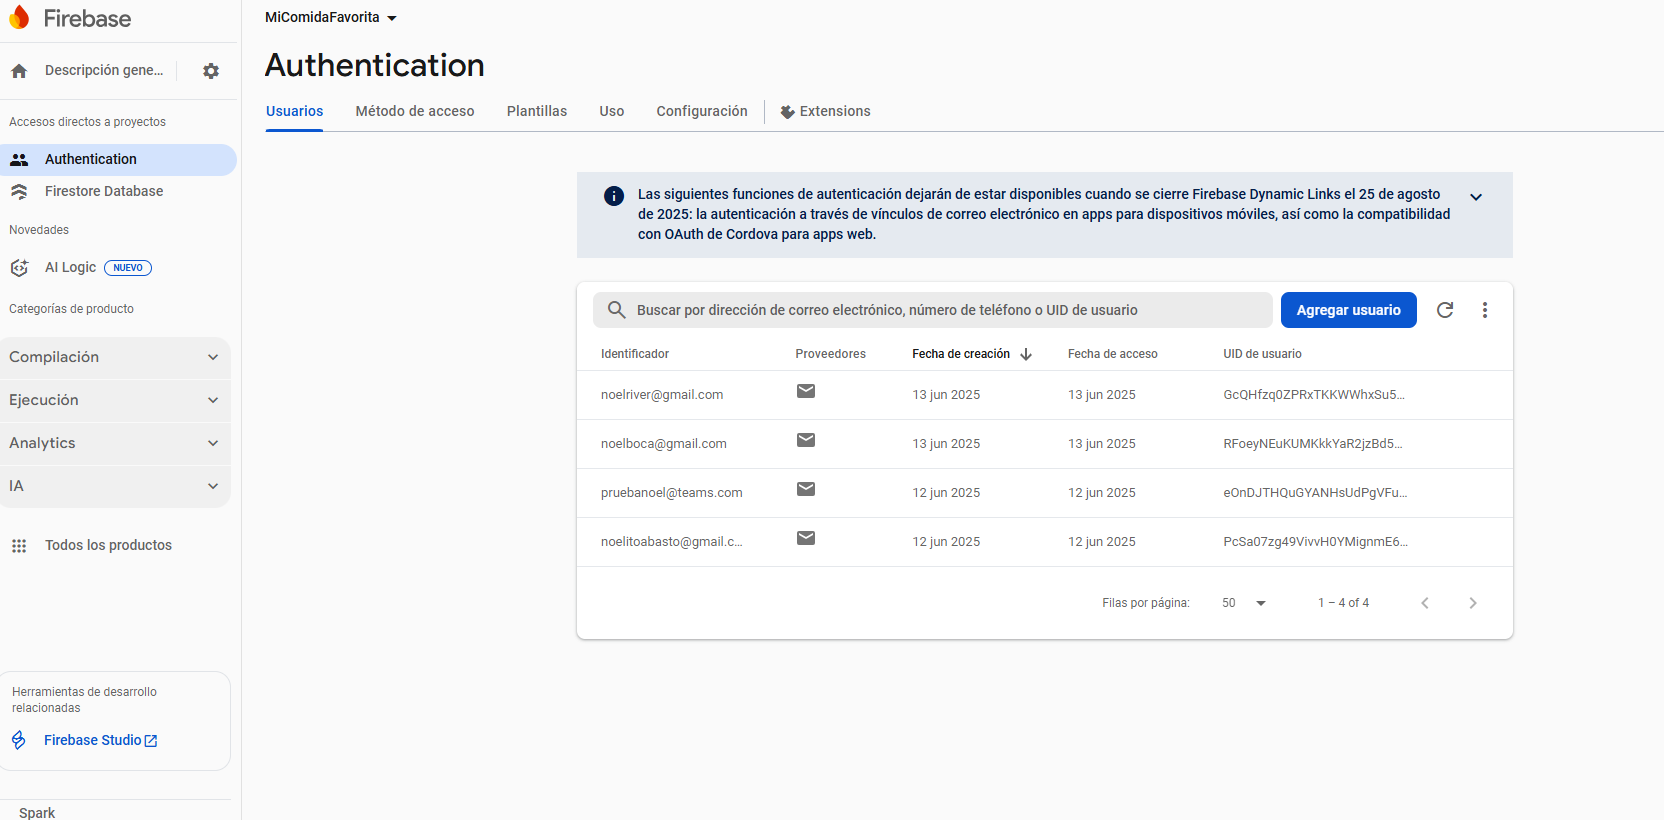 Firebase
MiComidaFavorita
Descripción gene...
Authentication
Usuarios
Método de acceso
Plantillas
Uso
Configuración
Extensions
Accesos directos a proyectos
Authentication
Firestore Database
Novedades
AI Logic
NUEVO
Categorías de producto
Compilación
Ejecución
Analytics
IA
Todos los productos
Herramientas de desarrollo
relacionadas
Firebase Studio
Spark
Las siguientes funciones de autenticación dejarán de estar disponibles cuando se cierre Firebase Dynamic Links el 25 de agosto
de 2025: la autenticación a través de vínculos de correo electrónico en apps para dispositivos móviles, así como la compatibilidad
con OAuth de Cordova para apps web.
Buscar por dirección de correo electrónico, número de teléfono o UID de usuario
Agregar usuario
Identificador Proveedores Fecha de creación Fecha de acceso UID de usuario
noelriver@gmail.com 13 jun 2025 13 jun 2025 GcQHfzq0ZPRxTKKWWhxSu5...
noelboca@gmail.com 13 jun 2025 13 jun 2025 RFoeyNEuKUMKkkYaR2jzBd5...
pruebanoel@teams.com 12 jun 2025 12 jun 2025 eOnDJTHQuGYANHsUdPgVFu...
noelitoabasto@gmail.c... 12 jun 2025 12 jun 2025 PcSa07zg49VivvH0YMignmE6...
Filas por página: 50 1 – 4 of 4